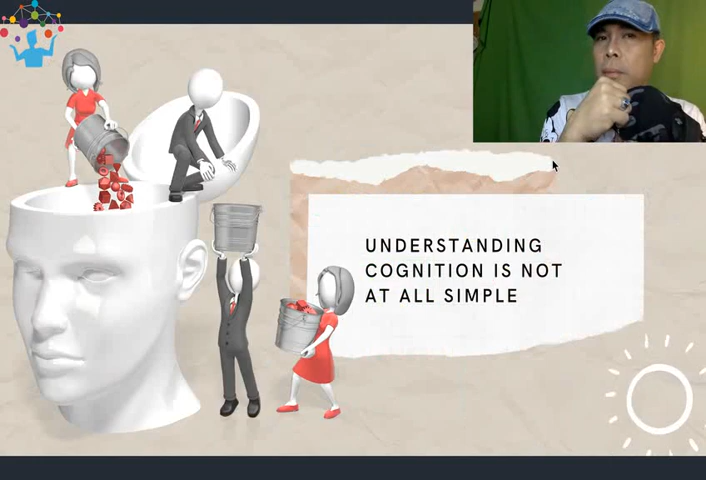 UNDERSTANDING
COGNITION IS NOT
AT ALL SIMPLE